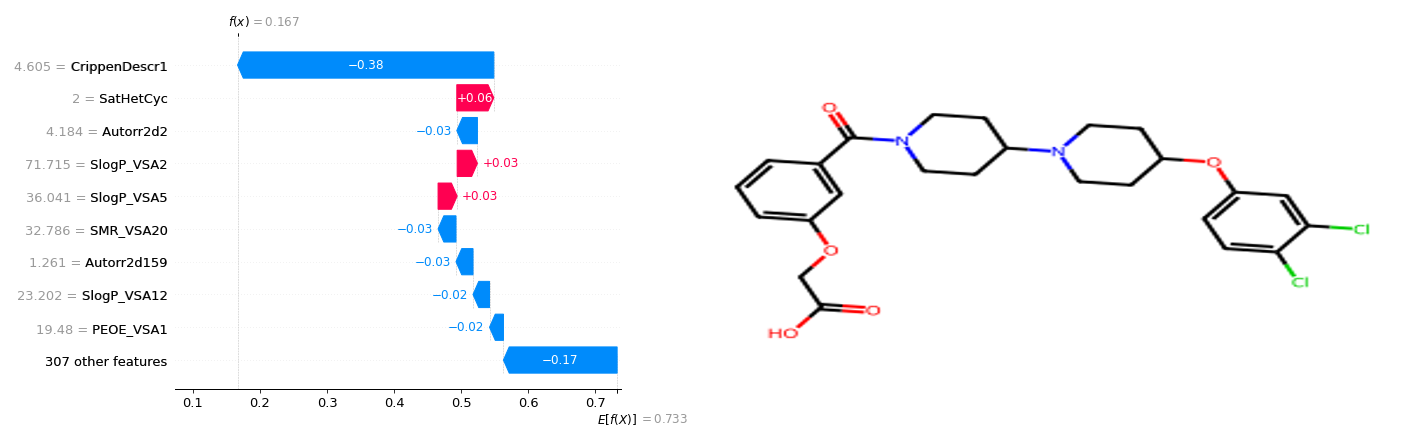 f(x) = 0.167
4.605 = CrippenDescr1
−0.38
2 = SatHetCyc
+0.06
4.184 = Autorr2d2
−0.03
71.715 = SlogP_VSA2
+0.03
36.041 = SlogP_VSA5
+0.03
32.786 = SMR_VSA20
−0.03
1.261 = Autorr2d159
−0.03
23.202 = SlogP_VSA12
−0.02
19.48 = PEOE_VSA1
−0.02
307 other features
−0.17
0.1 0.2 0.3 0.4 0.5 0.6 0.7
E[f(X)] = 0.733
O
N
N
O
Cl
Cl
O
O
HO